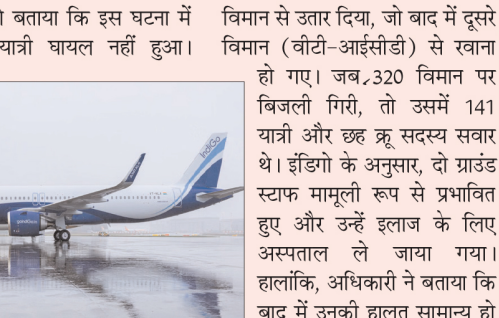 बताया कि इस घटना में
यात्री घायल नहीं हुआ।
विमान से उतार दिया, जो बाद में दूसरे
विमान (वीटी-आईसीडी) से रवाना
हो गए। जब 320 विमान पर
बिजली गिरी, तो उसमें 141
यात्री और छह क्रू सदस्य सवार
थे। इंडिगो के अनुसार, दो ग्राउंड
स्टाफ मामूली रूप से प्रभावित
हुए और उन्हें इलाज के लिए
अस्पताल ले जाया गया।
हालांकि, अधिकारी ने बताया कि
बाद में उनकी हालत सामान्य हो
IndiGo
IndiGo